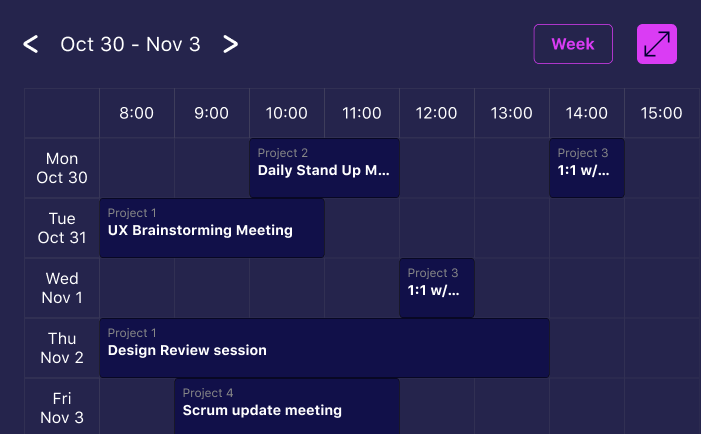 Oct 30 - Nov 3
Week
8:00 9:00 10:00 11:00 12:00 13:00 14:00 15:00
Mon
Oct 30
Project 2
Daily Stand Up M...
Project 3
1:1 w/...
Tue
Oct 31
Project 1
UX Brainstorming Meeting
Wed
Nov 1
Project 3
1:1 w/...
Thu
Nov 2
Project 1
Design Review session
Fri
Nov 3
Project 4
Scrum update meeting